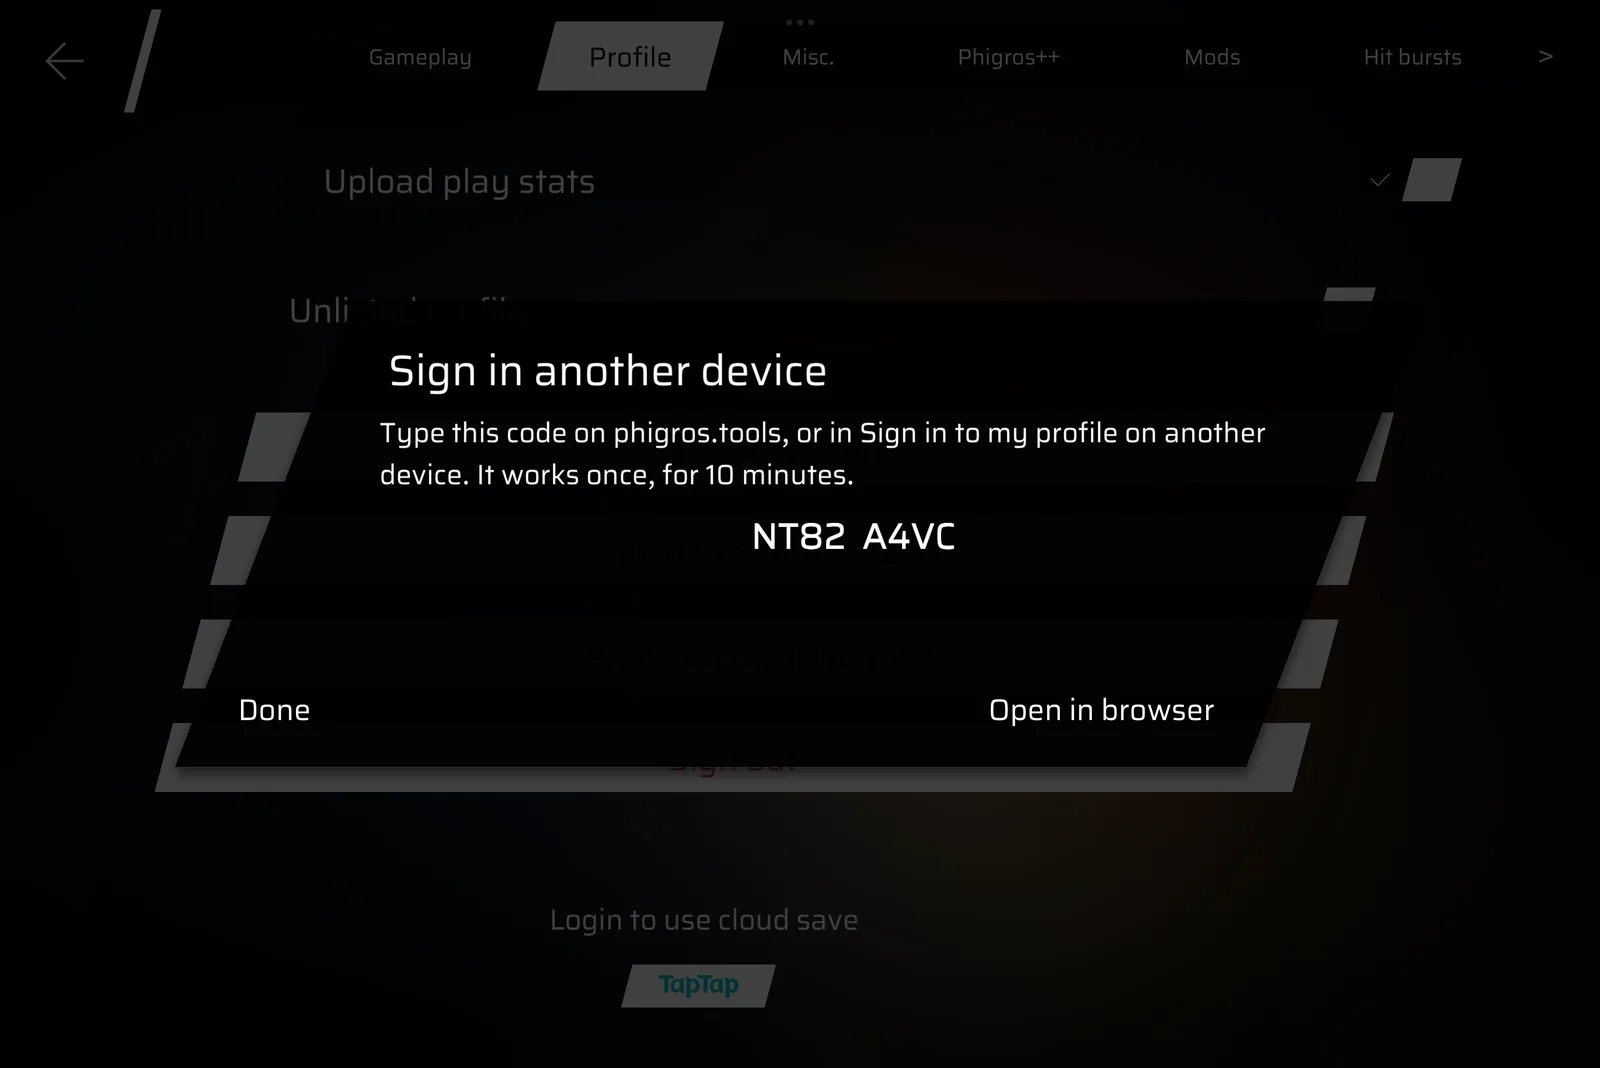 Gameplay
Profile
Misc.
Phigros++
Mods
Hit bursts
>
Upload play stats
Sign in another device
Type this code on phigros.tools, or in Sign in to my profile on another
device. It works once, for 10 minutes.
NT82 A4VC
Done
Open in browser
Sign out
Login to use cloud save
TapTap